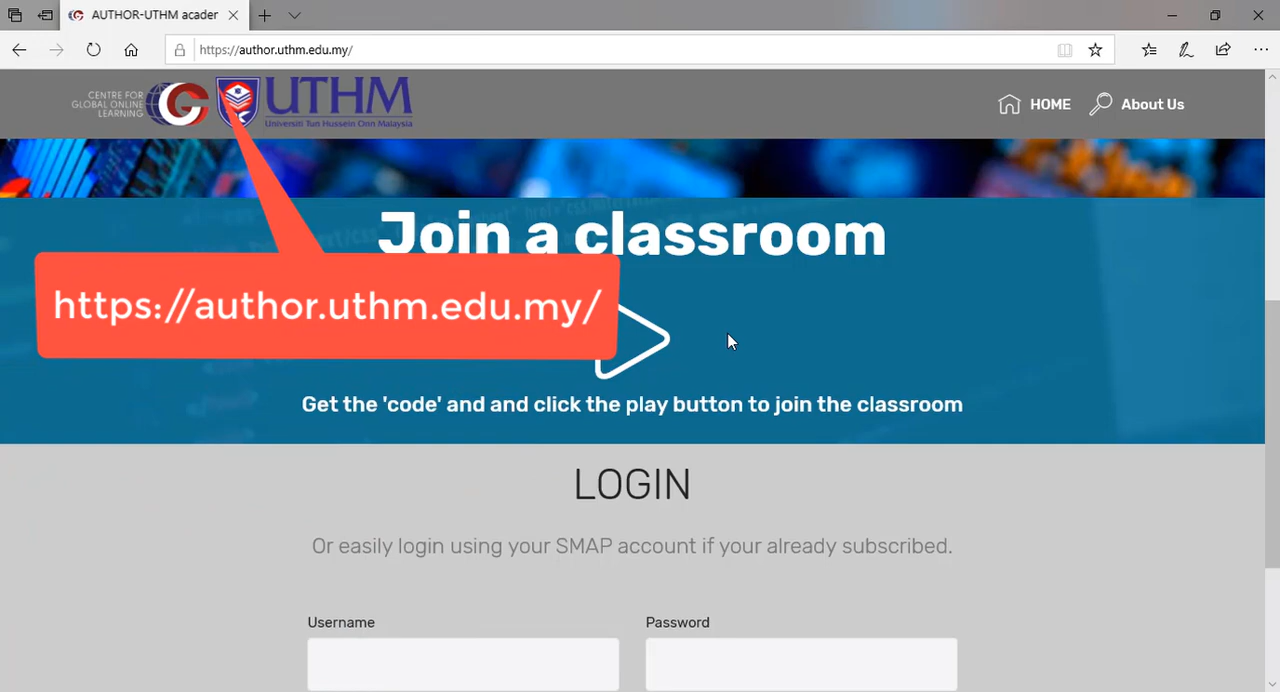 AUTHOR-UTHM acader
https://author.uthm.edu.my/
CENTRE FOR
GLOBAL ONLINE
LEARNING
UTHM
Universiti Tun Hussein Onn Malaysia
HOME
About Us
Join a classroom
https://author.uthm.edu.my/
Get the 'code' and and click the play button to join the classroom
LOGIN
Or easily login using your SMAP account if your already subscribed.
Username
Password